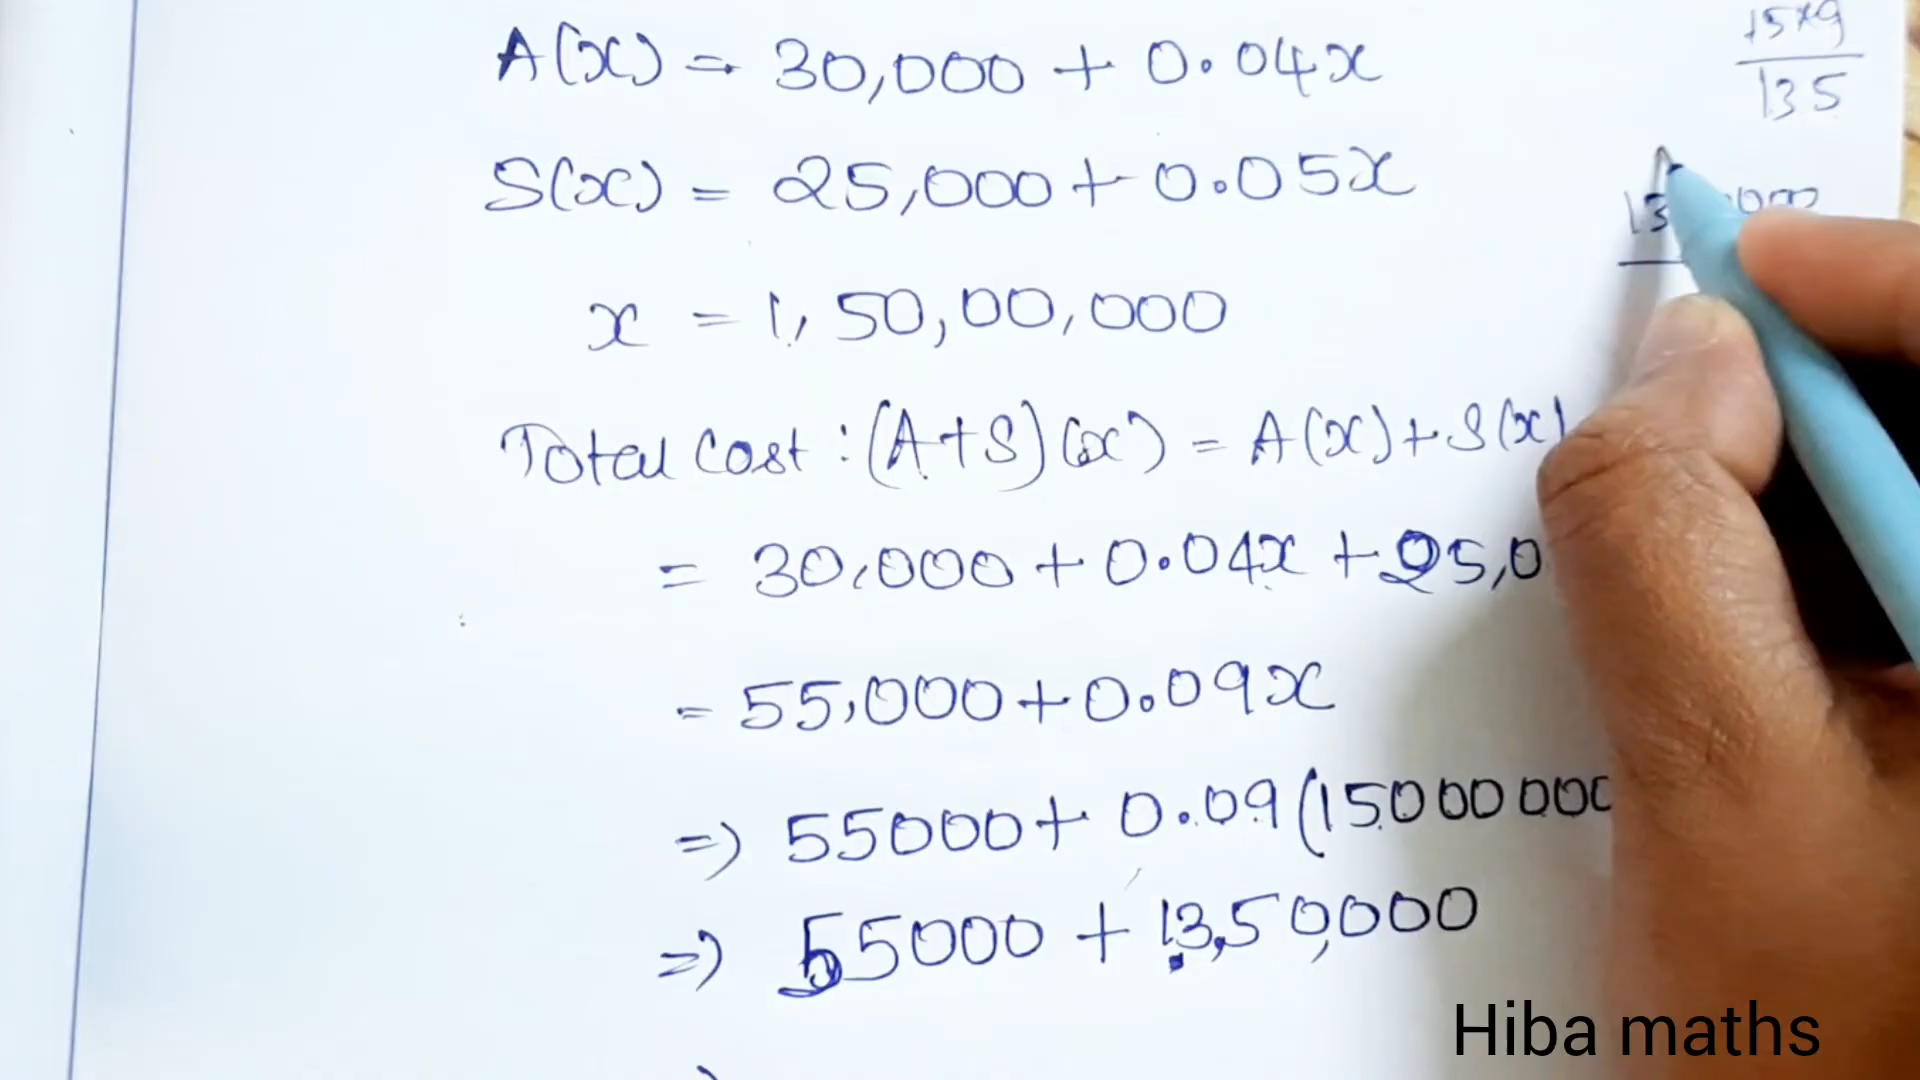 A(x) = 30,000 + 0.04x
15×9
135
S(x) = 25,000 + 0.05x
x = 1,50,00,000
Total Cost : (A+S)(x) = A(x) + S(x)
= 30,000 + 0.04x + 25,0
= 55,000 + 0.09x
=) 55000 + 0.09 (15000000
=) 55000 + 13,50,000
Hiba maths